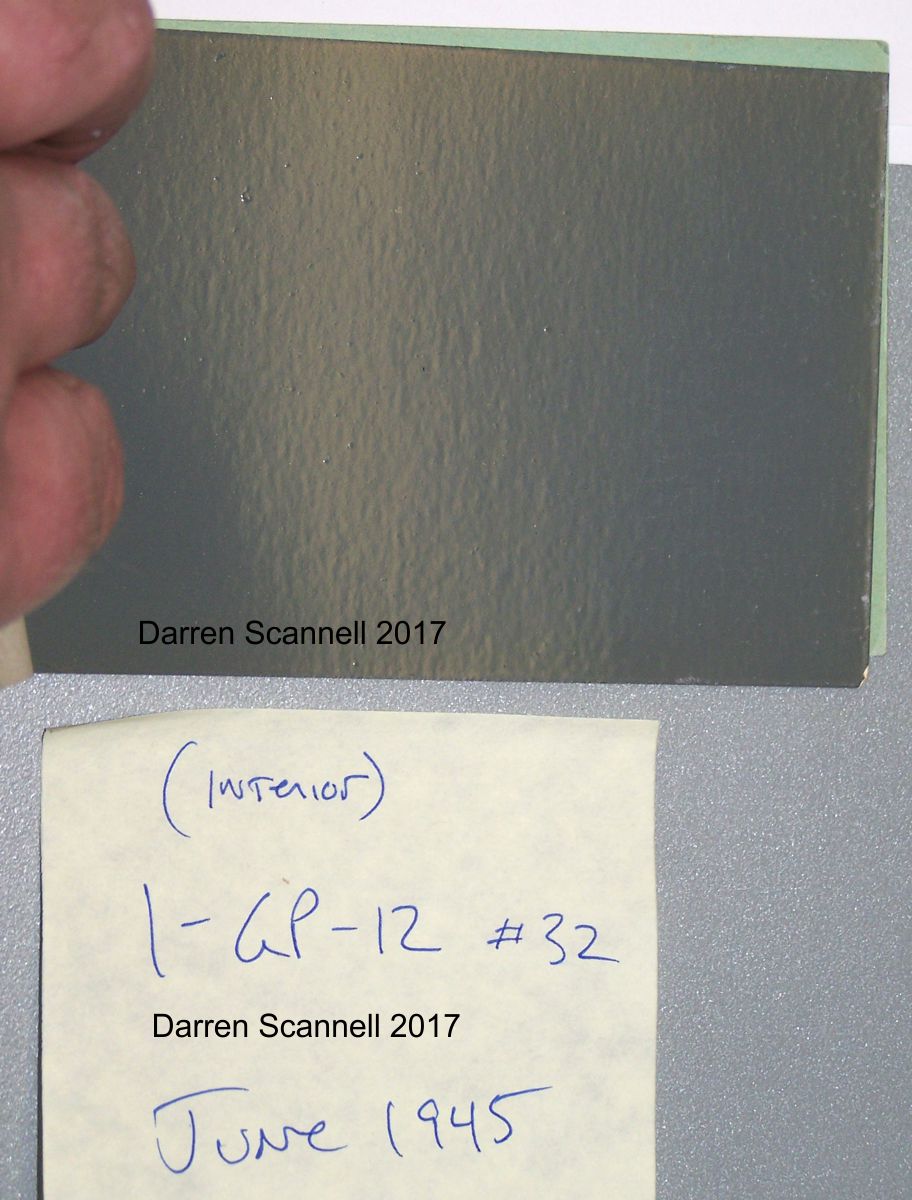 Darren Scannell 2017
(Interior)
1-GP-12 #32
Darren Scannell 2017
June 1945